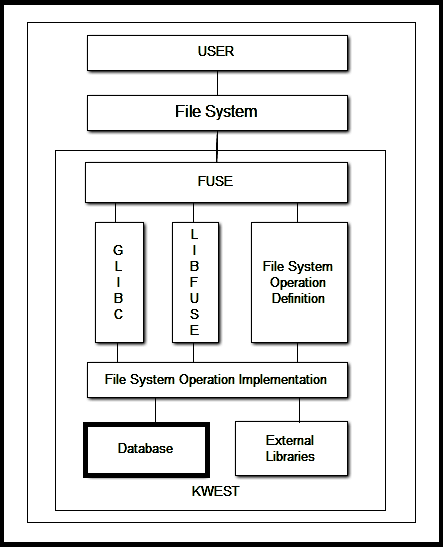 USER
File System
FUSE
G
L
I
B
C
L
I
B
F
U
S
E
File System
Operation
Definition
File System Operation Implementation
Database
External
Libraries
KWEST